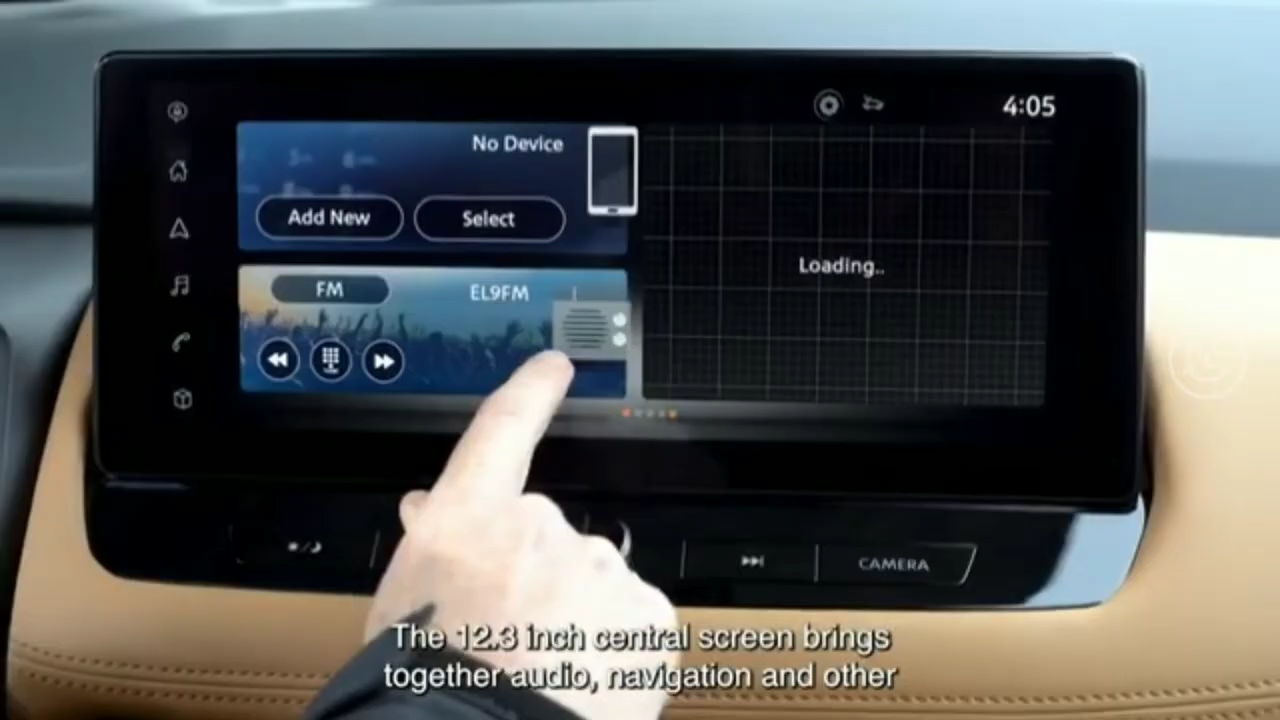 4:05
No Device
Add New
Select
Loading..
FM
EL9FM
CAMERA
The 12.3 inch central screen brings
together audio, navigation and other